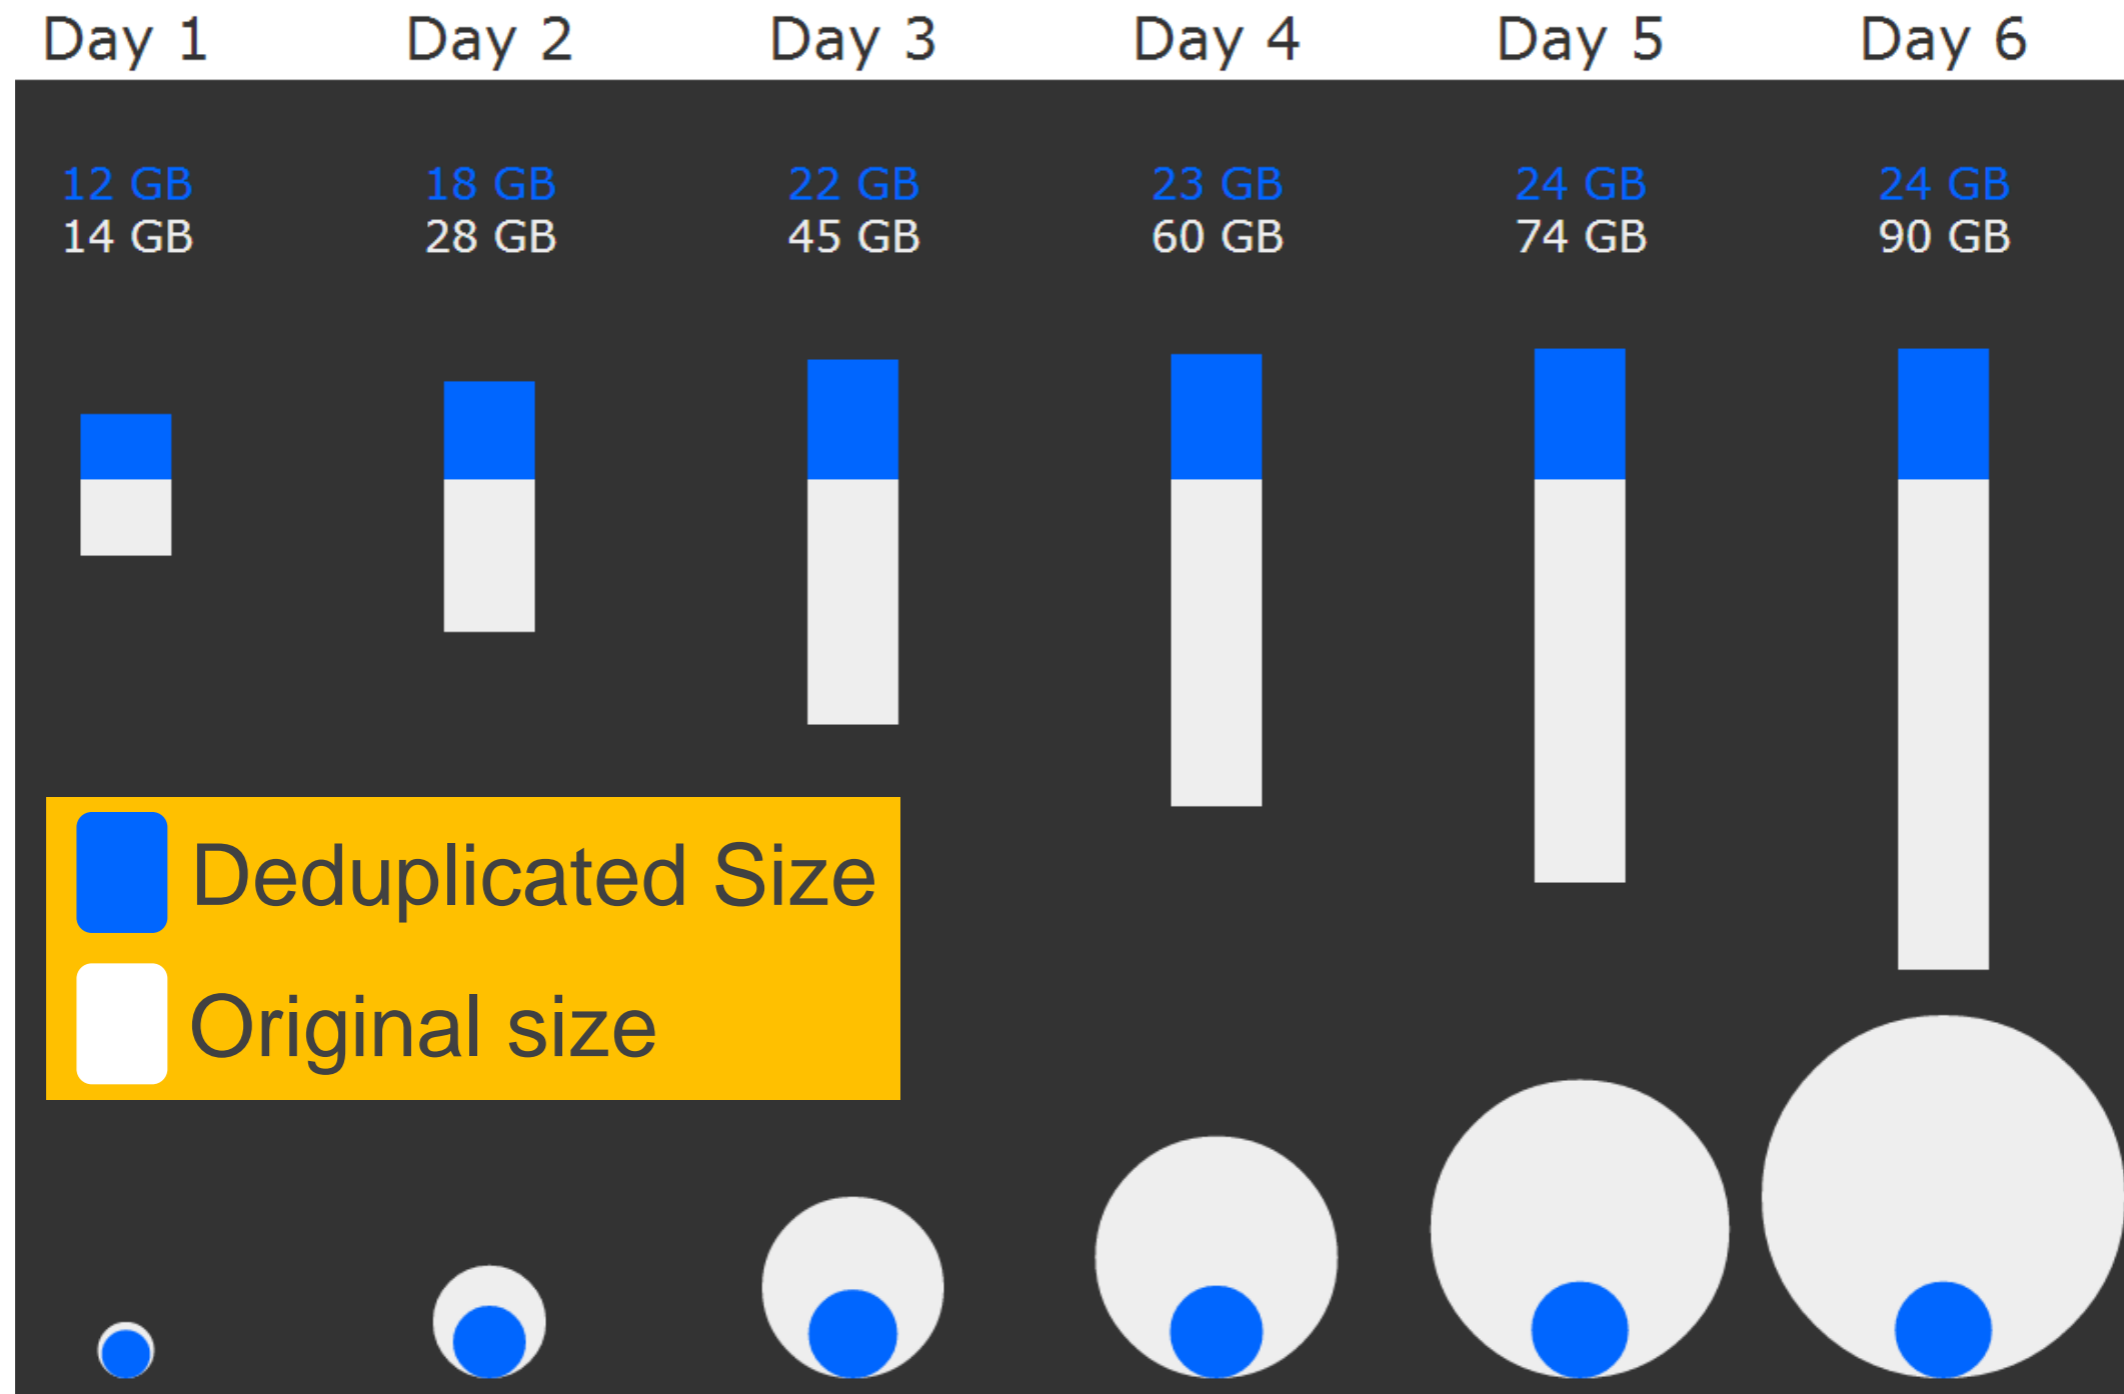 Day 1 Day 2 Day 3 Day 4 Day 5 Day 6
12 GB 18 GB 22 GB 23 GB 24 GB 24 GB
14 GB 28 GB 45 GB 60 GB 74 GB 90 GB
Deduplicated Size
Original size